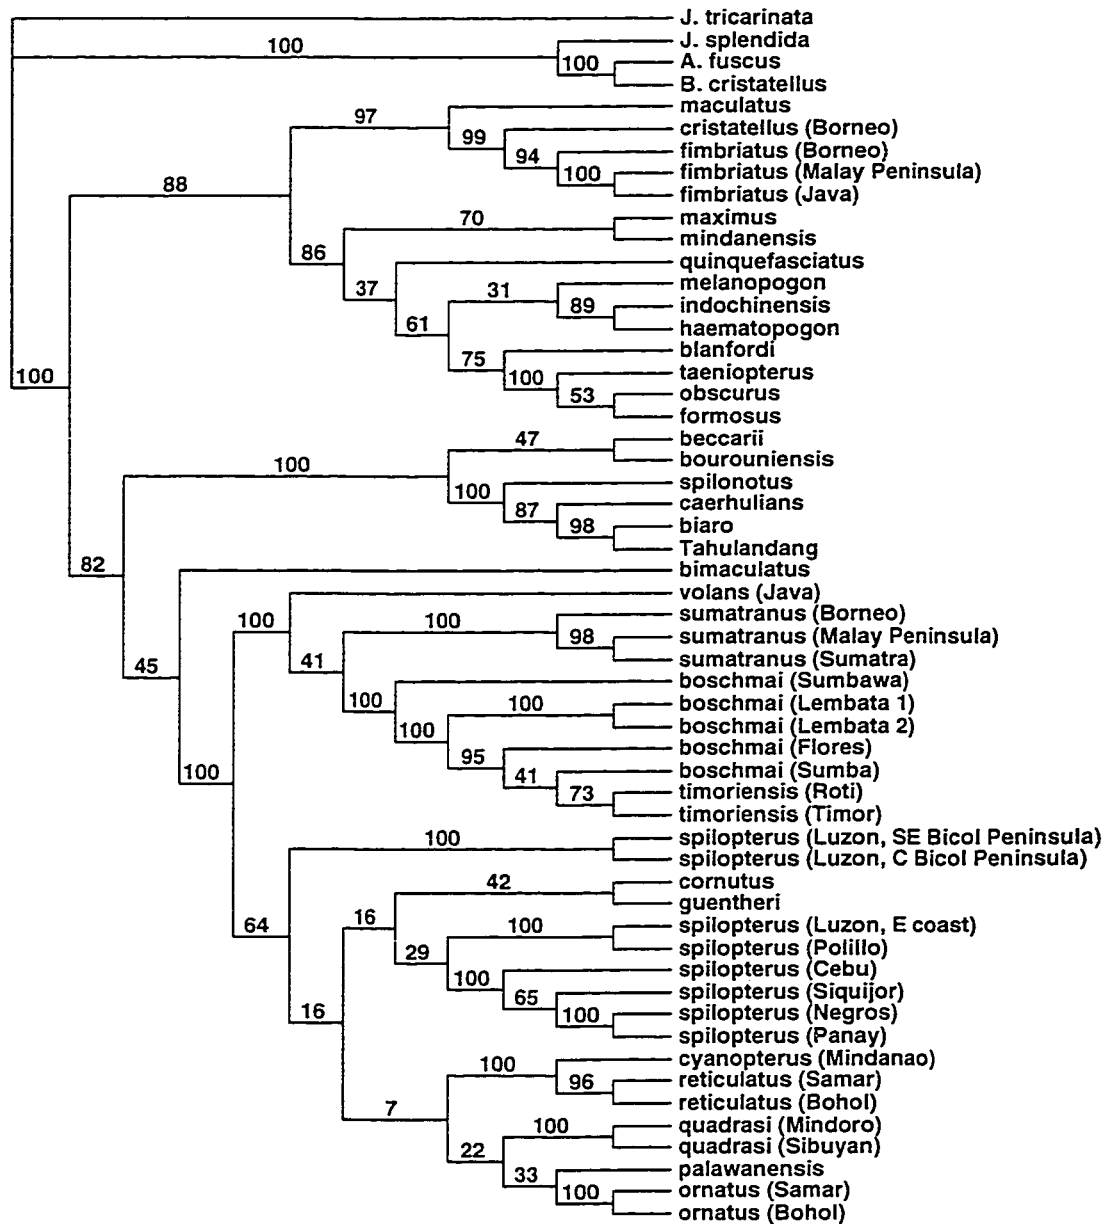 J. tricarinata
100
J. splendida
100
A. fuscus
B. cristatellus
maculatus
97
99
cristatellus (Borneo)
94
fimbriatus (Borneo)
100
fimbriatus (Malay Peninsula)
fimbriatus (Java)
88
70
maximus
mindanensis
86
quinquefasciatus
37
31
melanopogon
89
indochinensis
61
haematopogon
75
blanfordi
100
taeniopterus
53
obscurus
formosus
100
47
beccarii
100
bourouniensis
100
spilonotus
87
caerhulians
98
biaro
Tahulandang
82
bimaculatus
volans (Java)
100
100
sumatranus (Borneo)
98
sumatranus (Malay Peninsula)
41
sumatranus (Sumatra)
45
boschmai (Sumbawa)
100
100
boschmai (Lembata 1)
100
boschmai (Lembata 2)
95
boschmai (Flores)
41
boschmai (Sumba)
100
73
timoriensis (Roti)
timoriensis (Timor)
100
spilopterus (Luzon, SE Bicol Peninsula)
spilopterus (Luzon, C Bicol Peninsula)
42
cornutus
guentheri
16
64
100
spilopterus (Luzon, E coast)
29
spilopterus (Polillo)
100
spilopterus (Cebu)
65
spilopterus (Siquijor)
16
100
spilopterus (Negros)
spilopterus (Panay)
100
cyanopterus (Mindanao)
96
reticulatus (Samar)
reticulatus (Bohol)
7
100
quadrasi (Mindoro)
22
quadrasi (Sibuyan)
33
palawanensis
100
ornatus (Samar)
ornatus (Bohol)